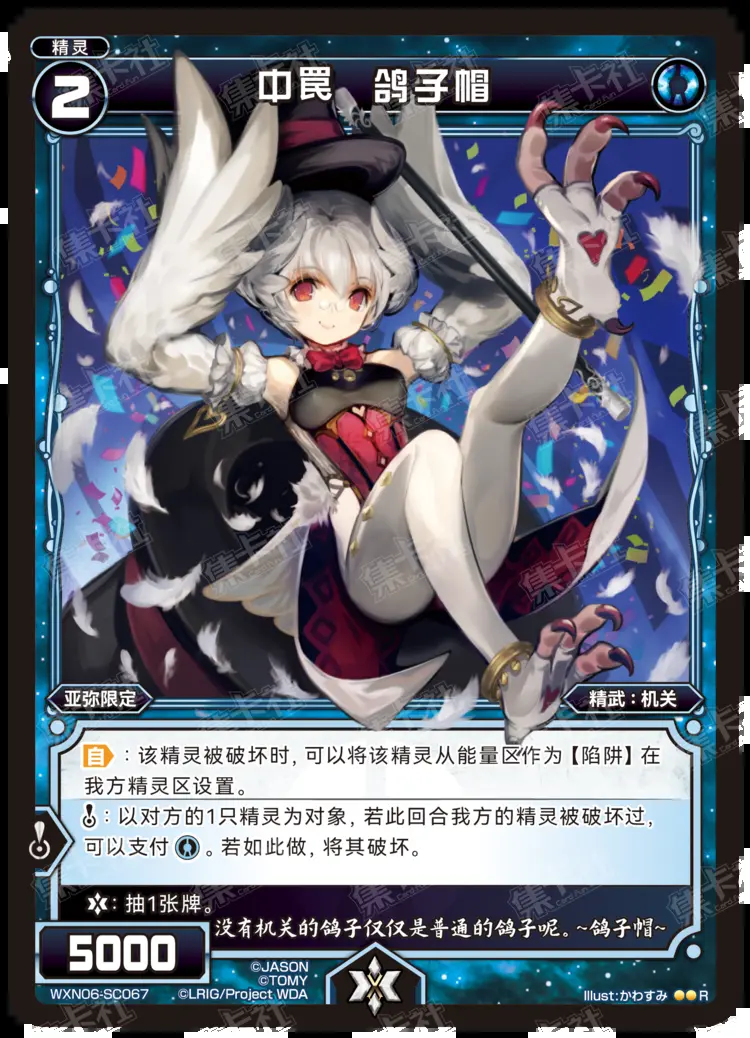 精灵
2
中罠 鸽子帽
亚弥限定
精武：机关
自：该精灵被破坏时，可以将该精灵从能量区作为【陷阱】在
我方精灵区设置。
：以对方的1只精灵为对象，若此回合我方的精灵被破坏过，
可以支付。若如此做，将其破坏。
：抽1张牌。
没有机关的鸽子仅仅是普通的鸽子呢。~鸽子帽~
5000
©JASON
©TOMY
WXN06-SC067 ©LRIG/Project WDA
Illust:かわすみ R
集卡社